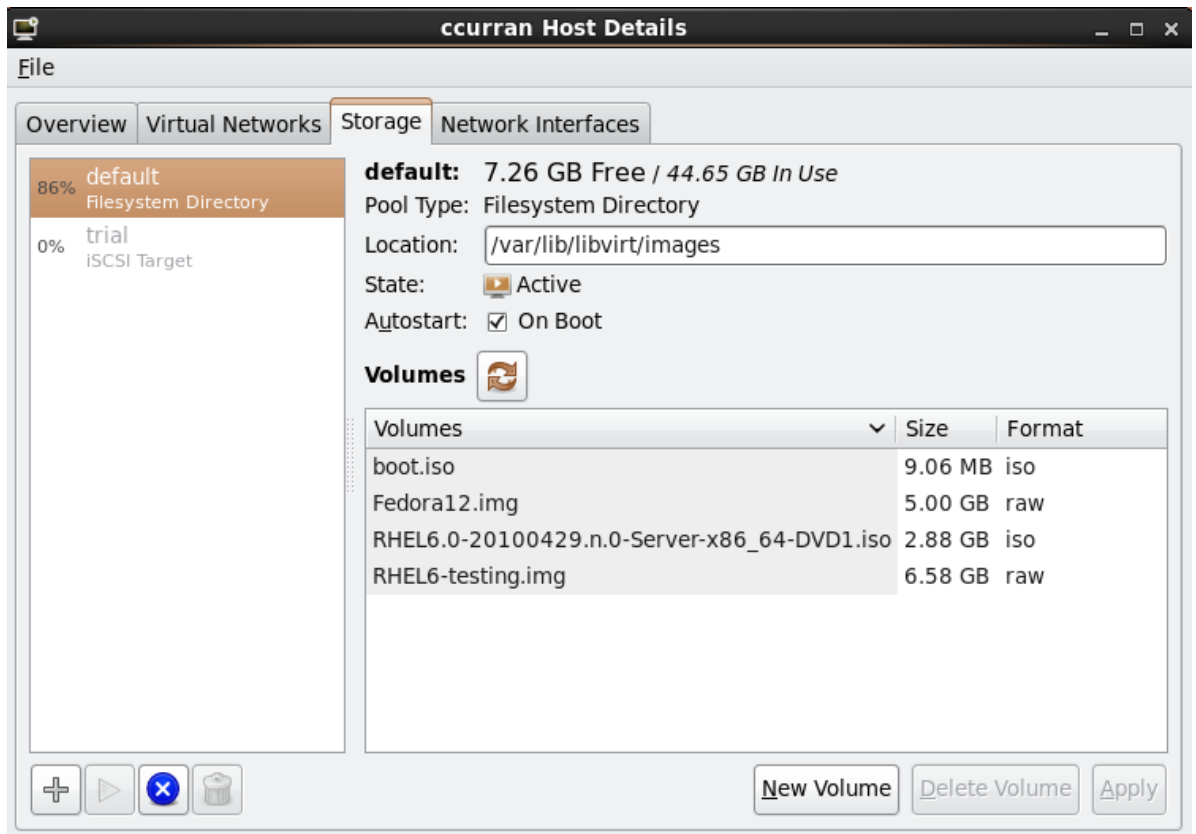 ccurran Host Details
File
Overview Virtual Networks Storage Network Interfaces
86% default
Filesystem Directory
0% trial
iSCSI Target
default: 7.26 GB Free / 44.65 GB In Use
Pool Type: Filesystem Directory
Location: /var/lib/libvirt/images
State: Active
Autostart: On Boot
Volumes
Volumes Size Format
boot.iso 9.06 MB iso
Fedora12.img 5.00 GB raw
RHEL6.0-20100429.n.0-Server-x86_64-DVD1.iso 2.88 GB iso
RHEL6-testing.img 6.58 GB raw
New Volume Delete Volume Apply